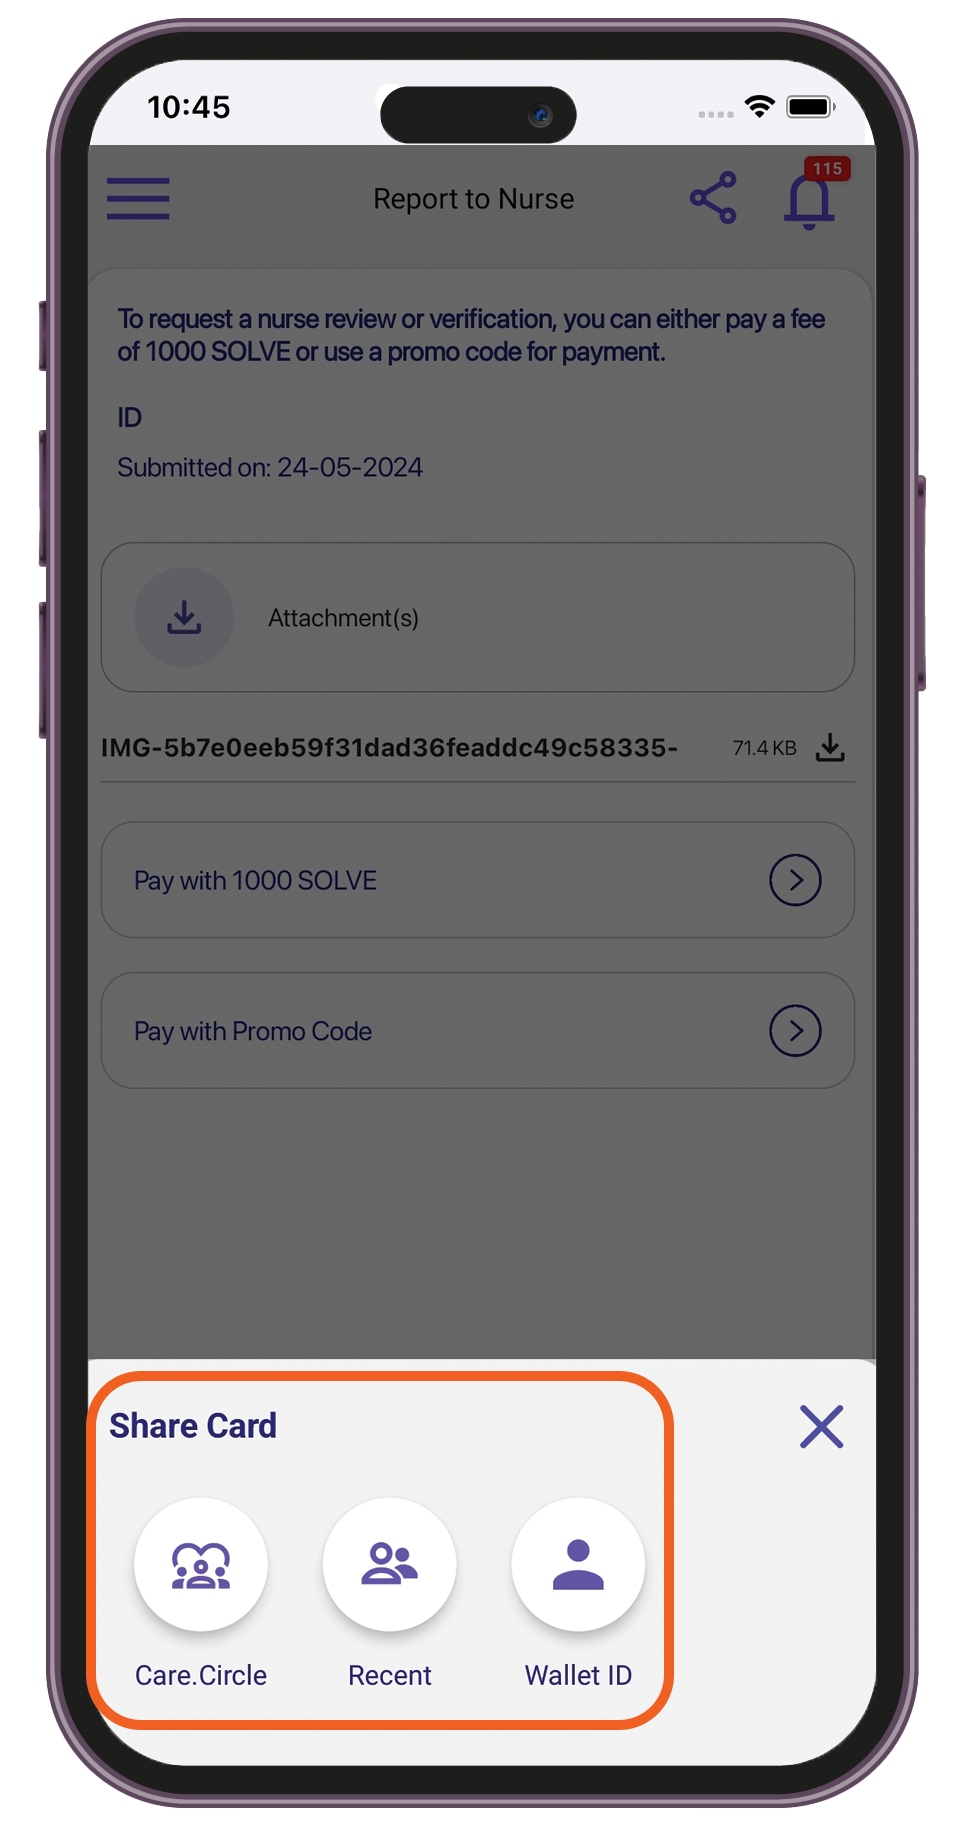 10:45
Report to Nurse
115
To request a nurse review or verification, you can either pay a fee
of 1000 SOLVE or use a promo code for payment.
ID
Submitted on: 24-05-2024
Attachment(s)
IMG-5b7e0eeb59f31dad36feaddc49c58335-
71.4 KB
Pay with 1000 SOLVE
Pay with Promo Code
Share Card
Care.Circle
Recent
Wallet ID